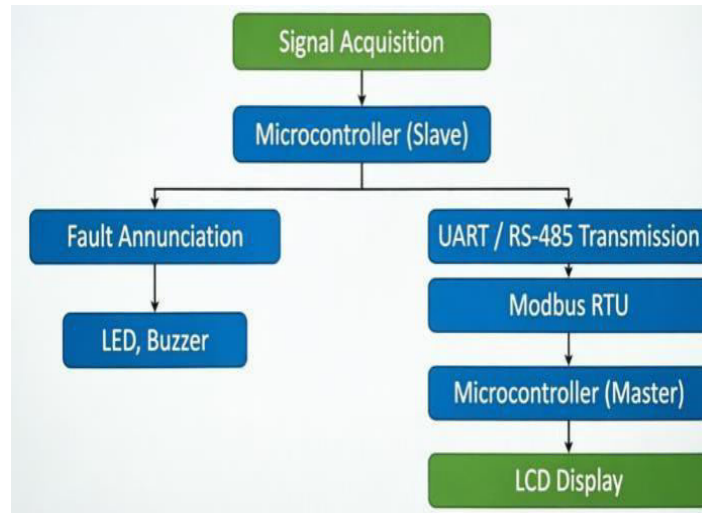 Signal Acquisition
Microcontroller (Slave)
Fault Annunciation
LED, Buzzer
UART / RS-485 Transmission
Modbus RTU
Microcontroller (Master)
LCD Display